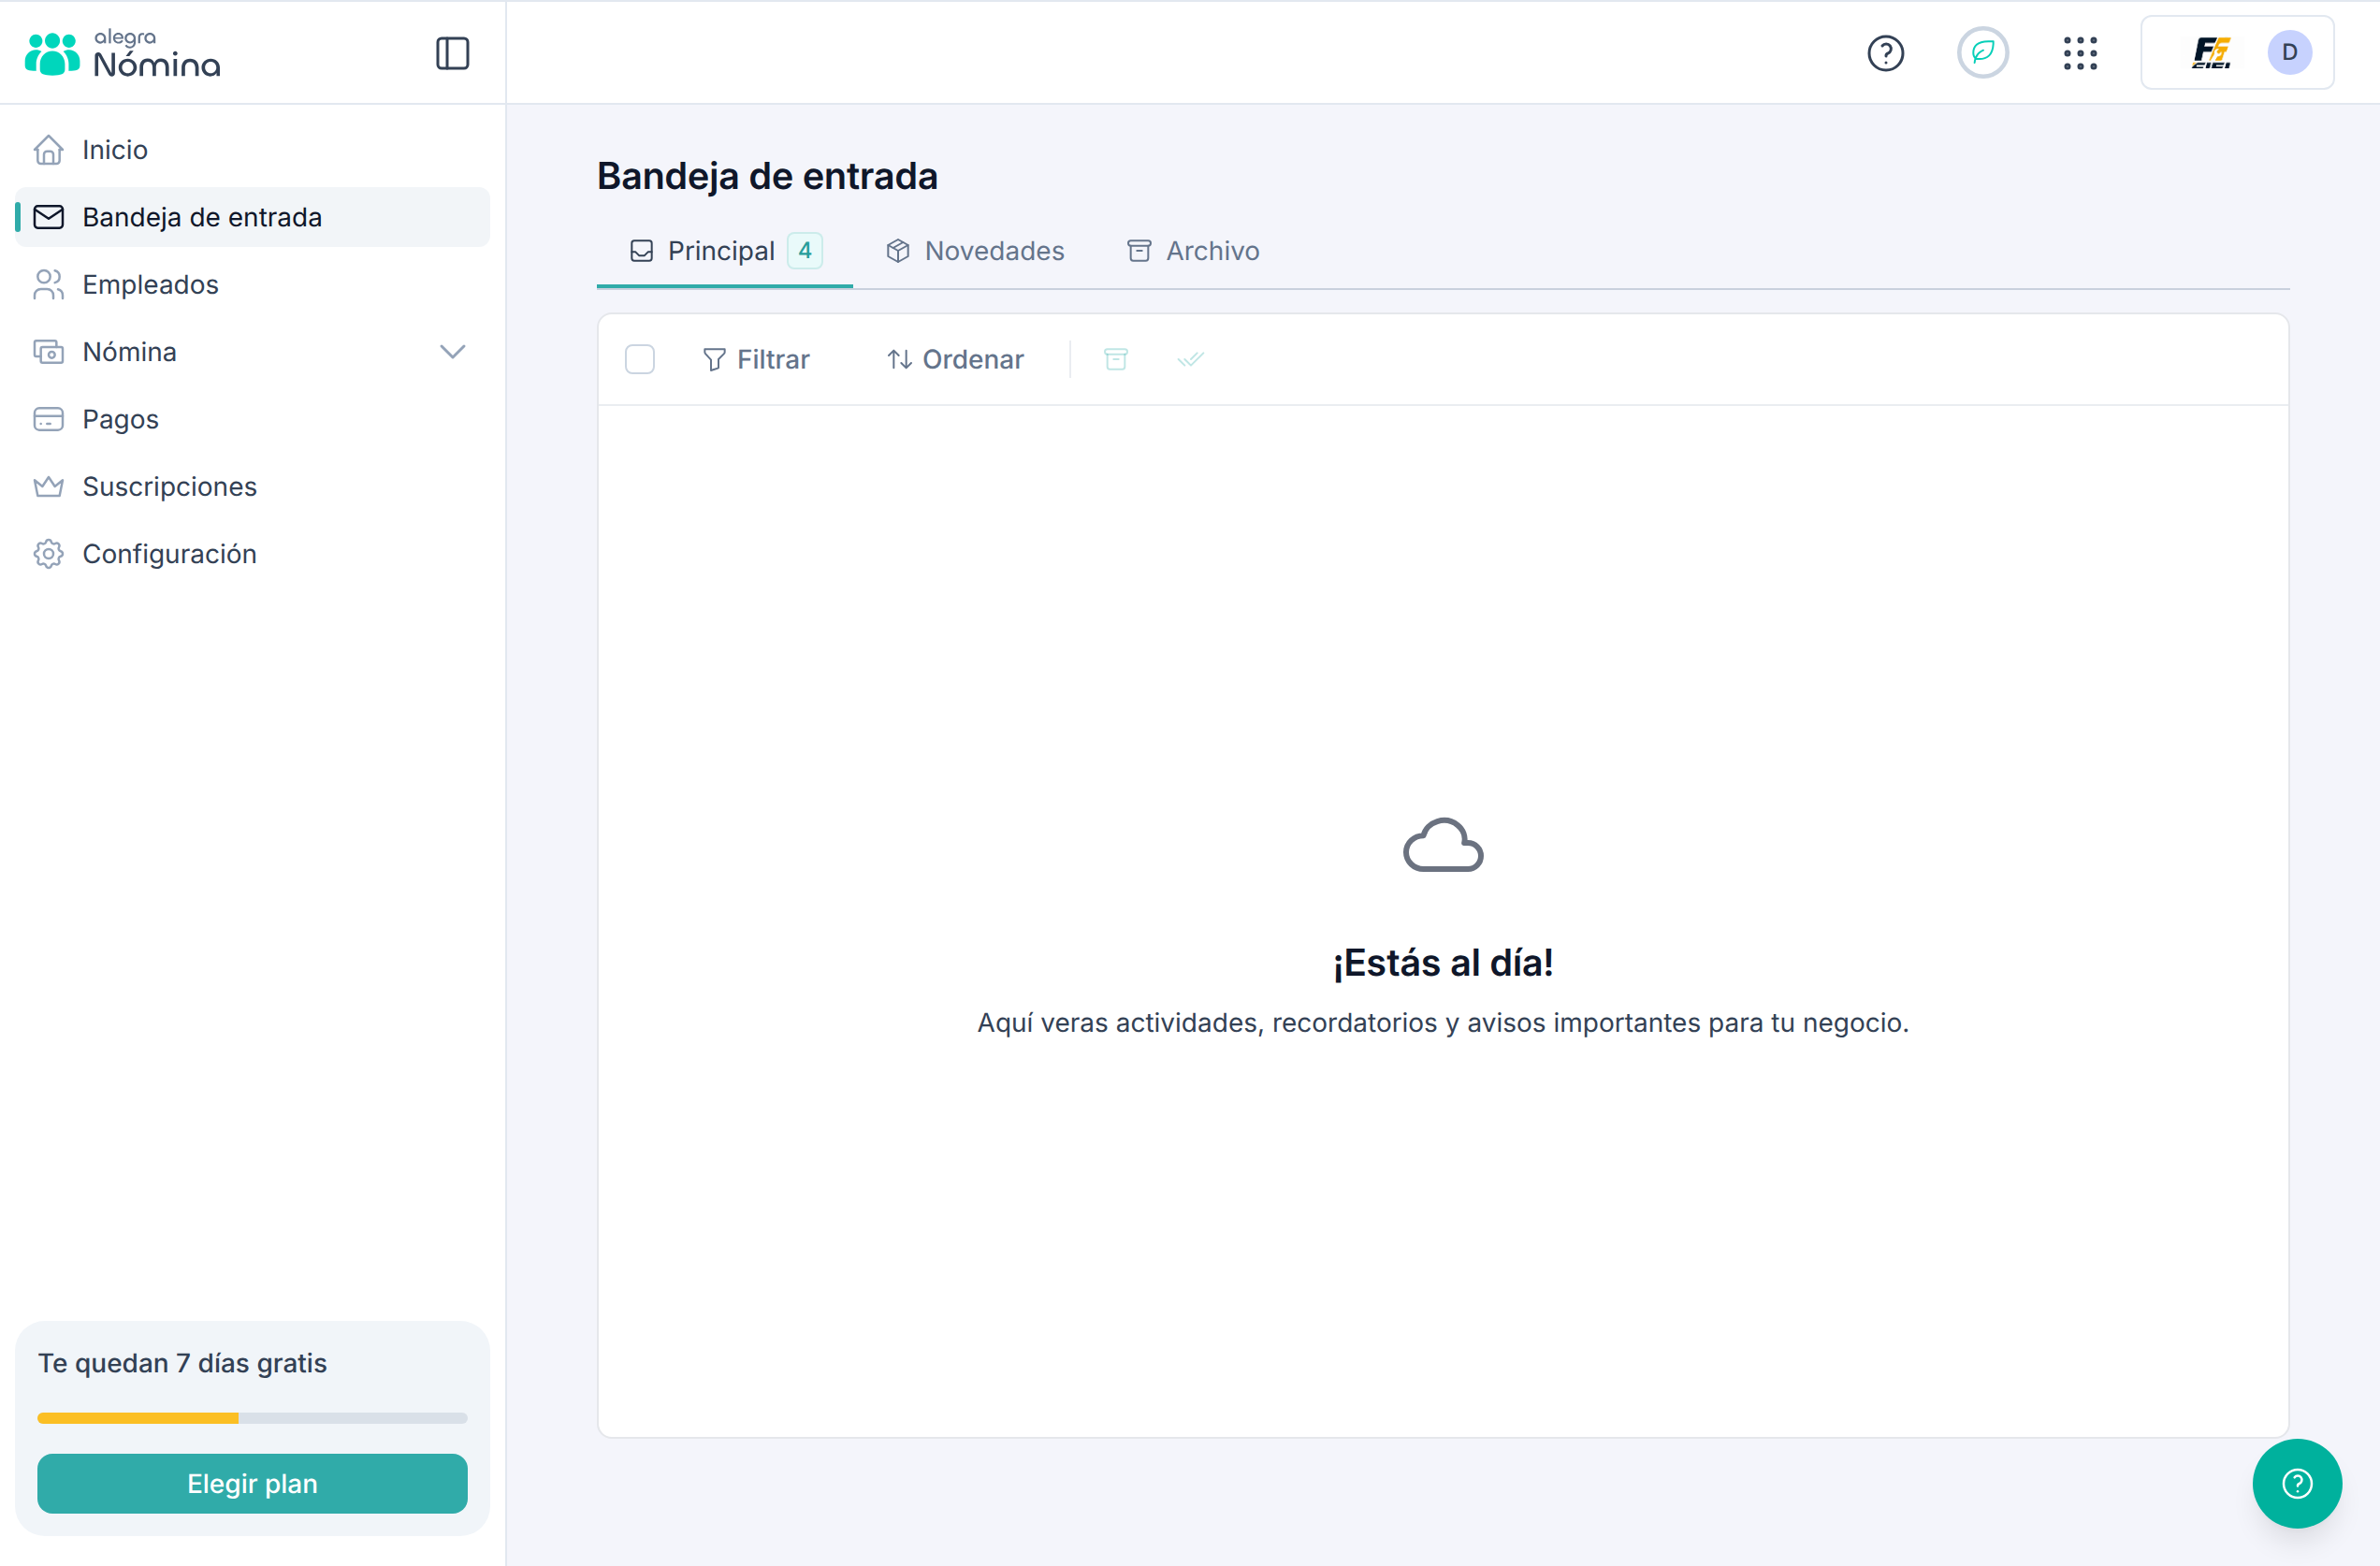 alegra
Nómina
D
Inicio
Bandeja de entrada
Empleados
Nómina
Pagos
Suscripciones
Configuración
Bandeja de entrada
Principal 4
Novedades
Archivo
Filtrar
Ordenar
¡Estás al día!
Aquí veras actividades, recordatorios y avisos importantes para tu negocio.
Te quedan 7 días gratis
Elegir plan